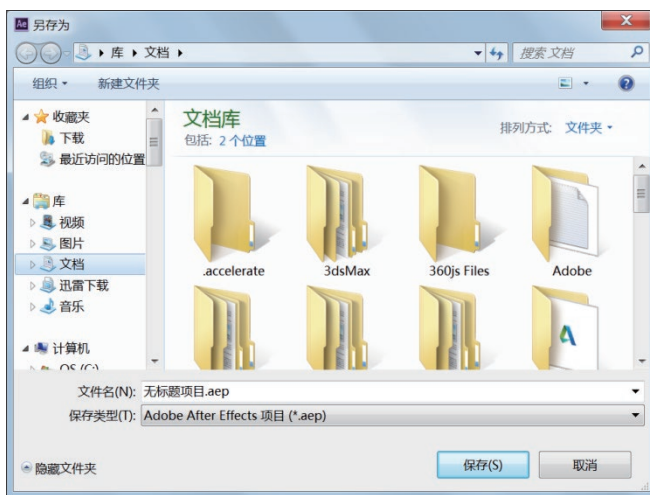 Ae 另存为
库 文档
搜索 文档
组织 新建文件夹
收藏夹
下载
最近访问的位置
库
视频
图片
文档
迅雷下载
音乐
计算机
OS (C:)
文档库
包括: 2 个位置
排列方式: 文件夹
.accelerate 3dsMax 360js Files Adobe
文件名(N): 无标题项目.aep
保存类型(T): Adobe After Effects 项目 (*.aep)
隐藏文件夹
保存(S) 取消